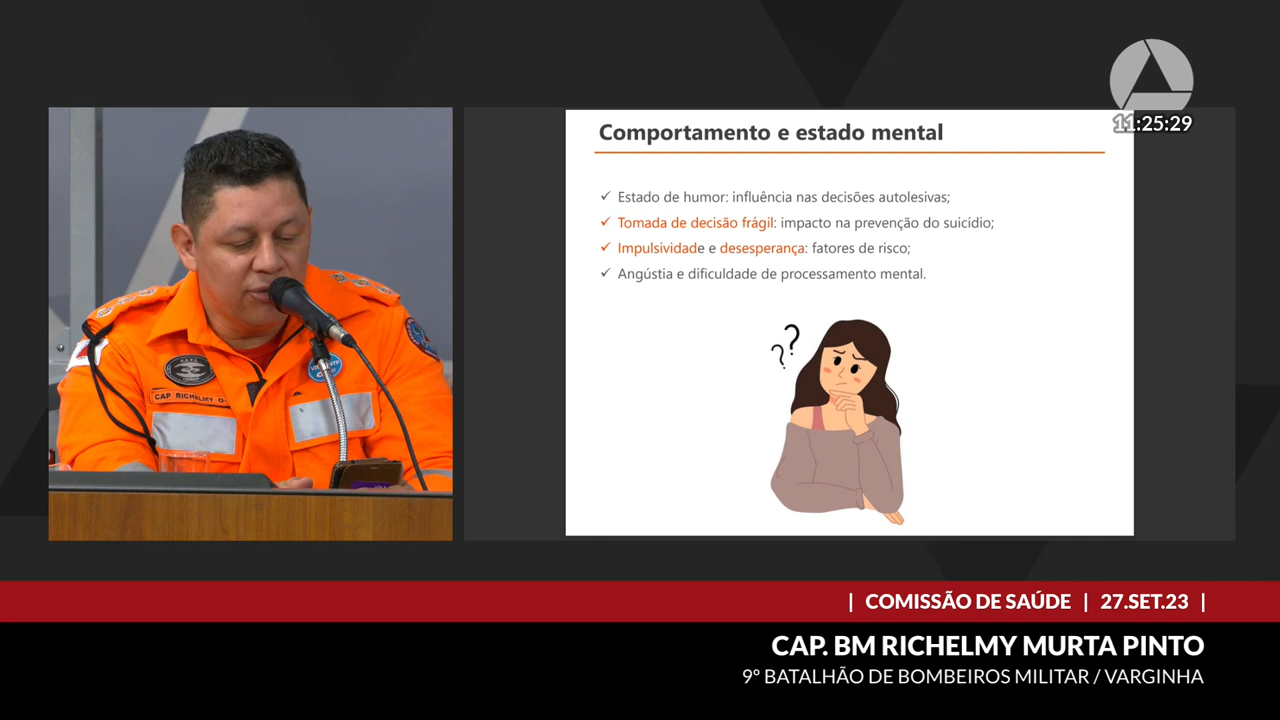 11:25:29
Comportamento e estado mental
✓ Estado de humor: influência nas decisões autolesivas;
✓ Tomada de decisão frágil: impacto na prevenção do suicídio;
✓ Impulsividade e desesperança: fatores de risco;
✓ Angústia e dificuldade de processamento mental.
? ?
CAP RICHELMY O+
| COMISSÃO DE SAÚDE | 27.SET.23 |
CAP. BM RICHELMY MURTA PINTO
9º BATALHÃO DE BOMBEIROS MILITAR / VARGINHA